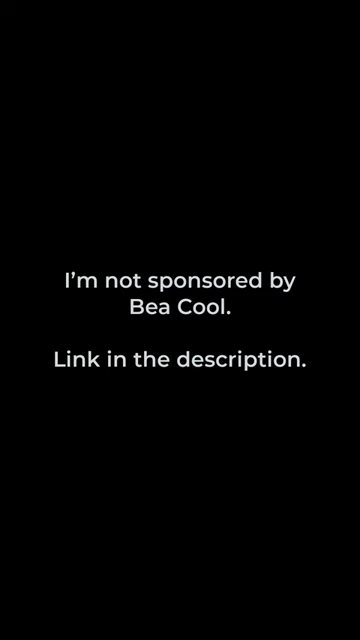 I’m not sponsored by
Bea Cool.
Link in the description.